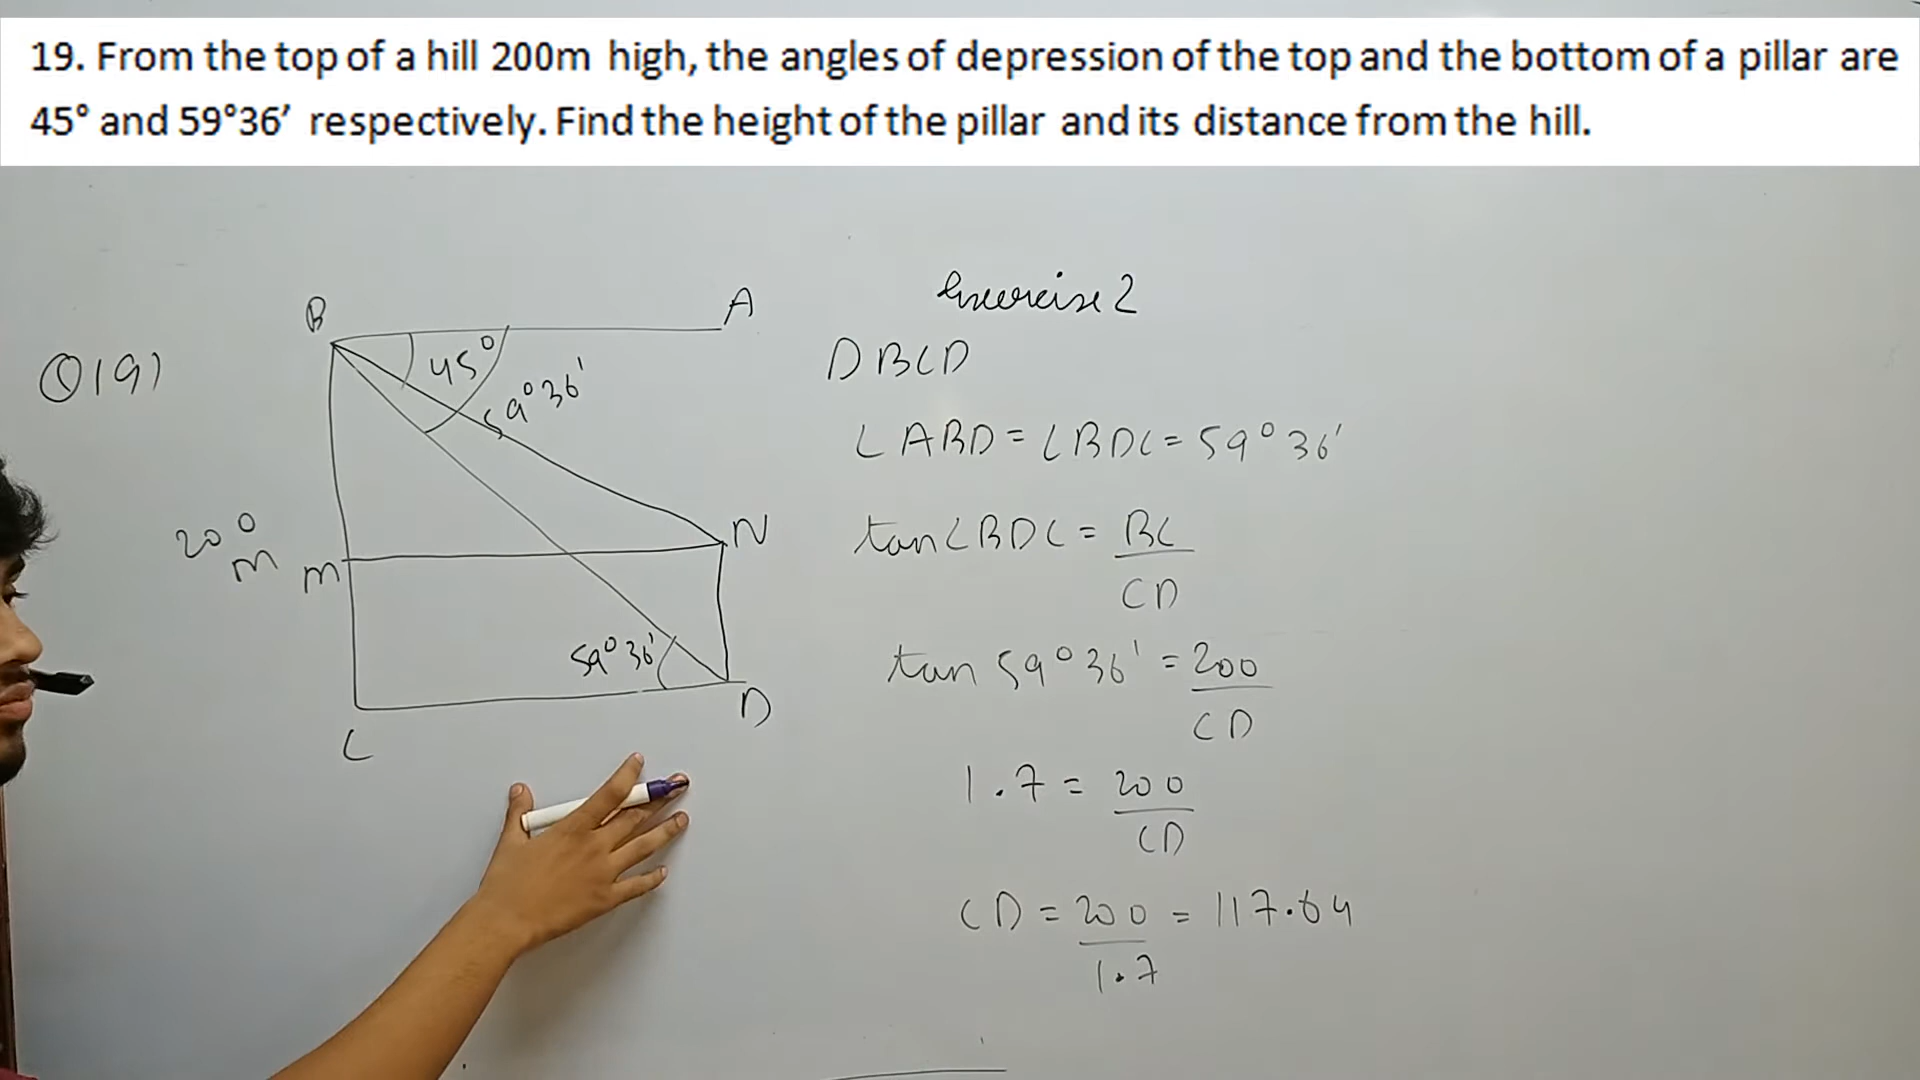 19. From the top of a hill 200m high, the angles of depression of the top and the bottom of a pillar are
45° and 59°36′ respectively. Find the height of the pillar and its distance from the hill.
Exercise 2
Q19)
B
A
45°
59°36'
200
m
M
N
59°36'
C
D
D BCD
∠ABD = ∠BDC = 59°36'
tan∠BDC = BC
CD
tan 59°36' = 200
CD
1.7 = 200
CD
CD = 200 = 117.64
1.7